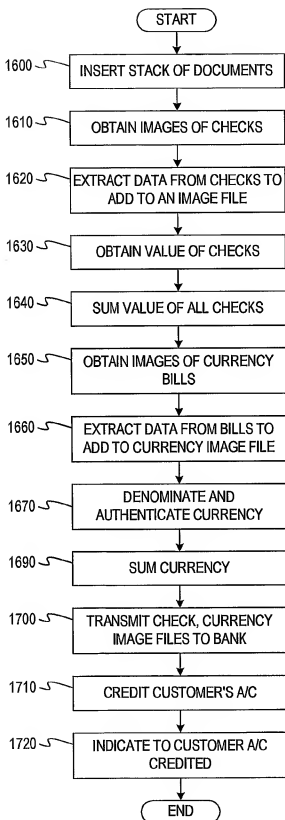 START
1600
INSERT STACK OF DOCUMENTS
1610
OBTAIN IMAGES OF CHECKS
1620
EXTRACT DATA FROM CHECKS TO
ADD TO AN IMAGE FILE
1630
OBTAIN VALUE OF CHECKS
1640
SUM VALUE OF ALL CHECKS
1650
OBTAIN IMAGES OF CURRENCY
BILLS
1660
EXTRACT DATA FROM BILLS TO
ADD TO CURRENCY IMAGE FILE
1670
DENOMINATE AND
AUTHENTICATE CURRENCY
1690
SUM CURRENCY
1700
TRANSMIT CHECK, CURRENCY
IMAGE FILES TO BANK
1710
CREDIT CUSTOMER'S A/C
1720
INDICATE TO CUSTOMER A/C
CREDITED
END